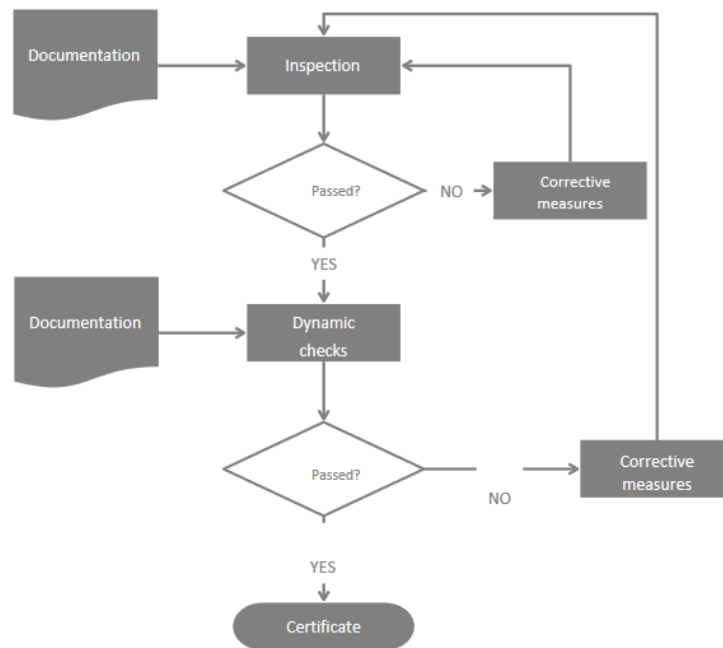 Documentation
Inspection
Passed?
NO
Corrective
measures
YES
Documentation
Dynamic
checks
Passed?
NO
Corrective
measures
YES
Certificate